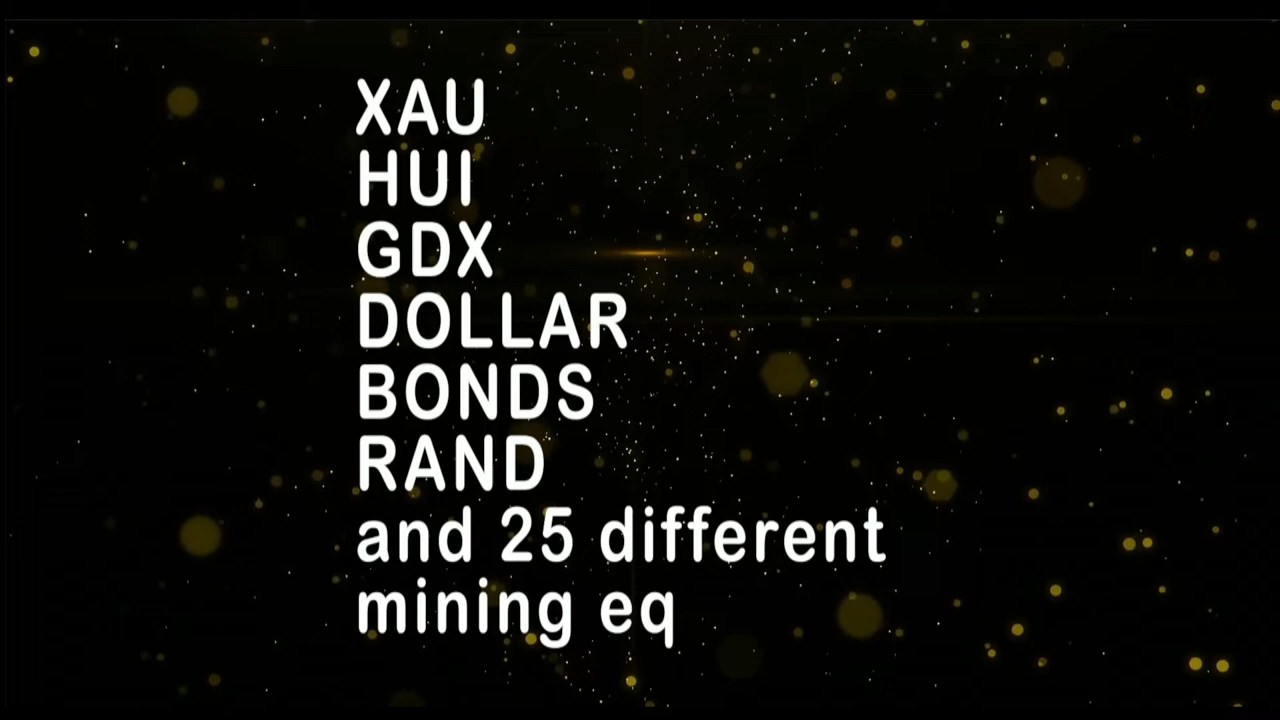 XAU
HUI
GDX
DOLLAR
BONDS
RAND
and 25 different
mining eq